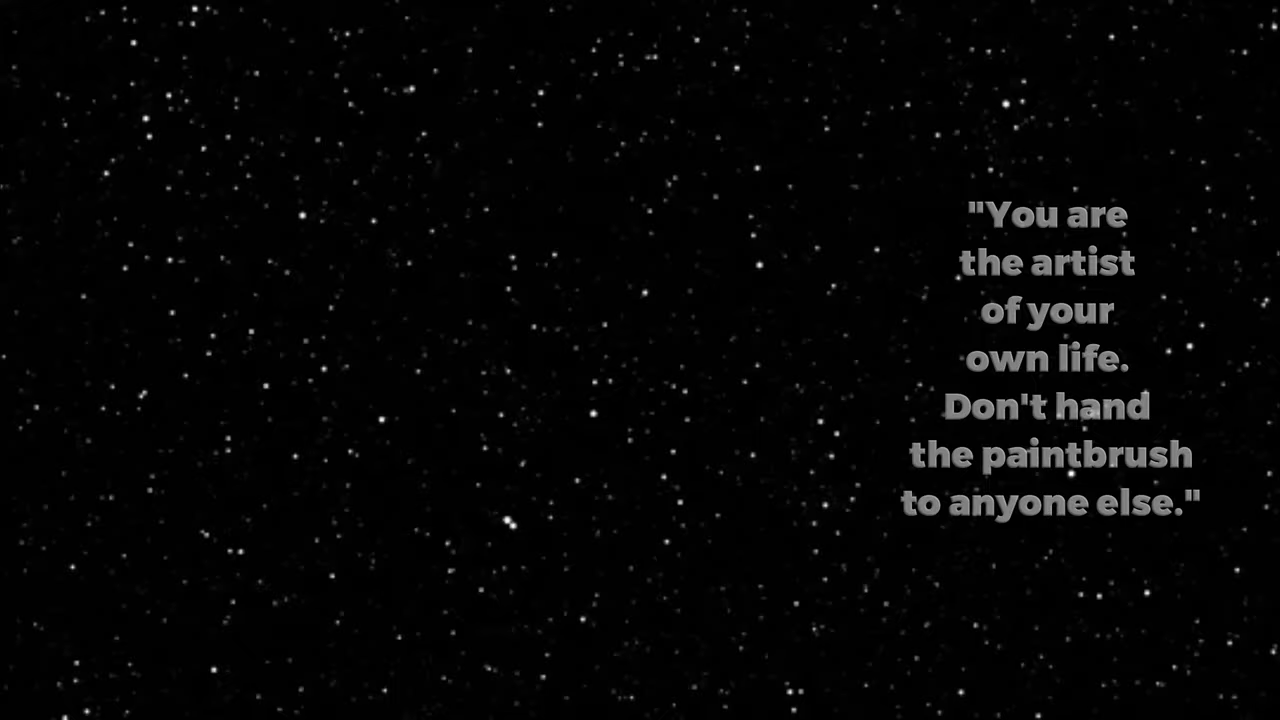 "You are
the artist
of your
own life.
Don't hand
the paintbrush
to anyone else."